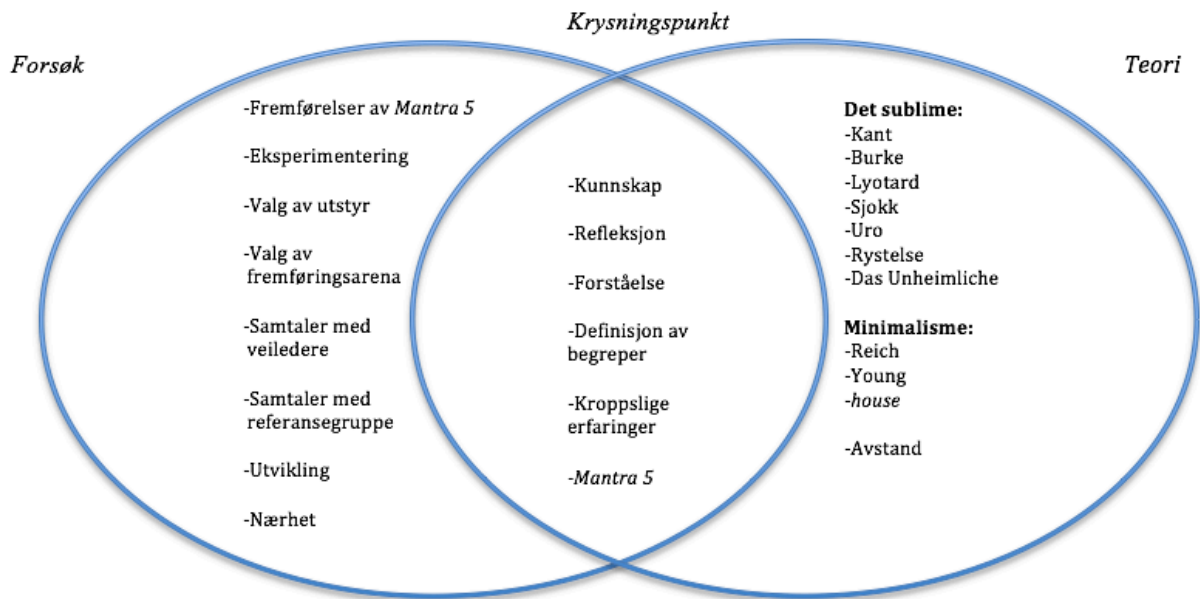 Krysningspunkt
Forsøk
Teori
-Fremførelser av Mantra 5
-Eksperimentering
-Valg av utstyr
-Valg av
fremføringsarena
-Samtaler med
veiledere
-Samtaler med
referansegruppe
-Utvikling
-Nærhet
-Kunnskap
-Refleksjon
-Forståelse
-Definisjon av
begreper
-Kroppslige
erfaringer
-Mantra 5
Det sublime:
-Kant
-Burke
-Lyotard
-Sjokk
-Uro
-Rystelse
-Das Unheimliche
Minimalisme:
-Reich
-Young
-house
-Avstand